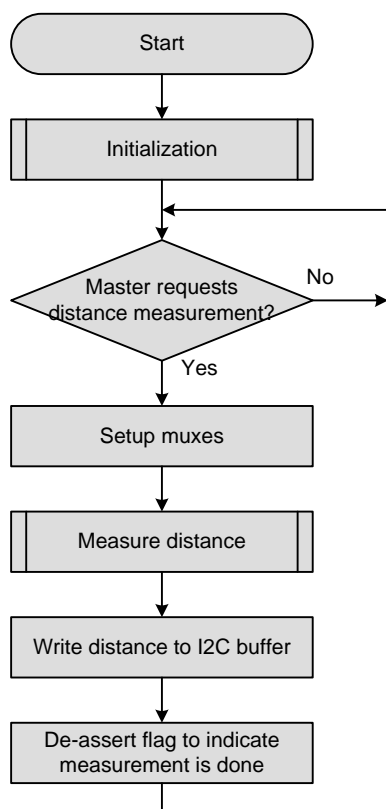 Start
Initialization
Master requests
distance measurement?
No
Yes
Setup muxes
Measure distance
Write distance to I2C buffer
De-assert flag to indicate
measurement is done